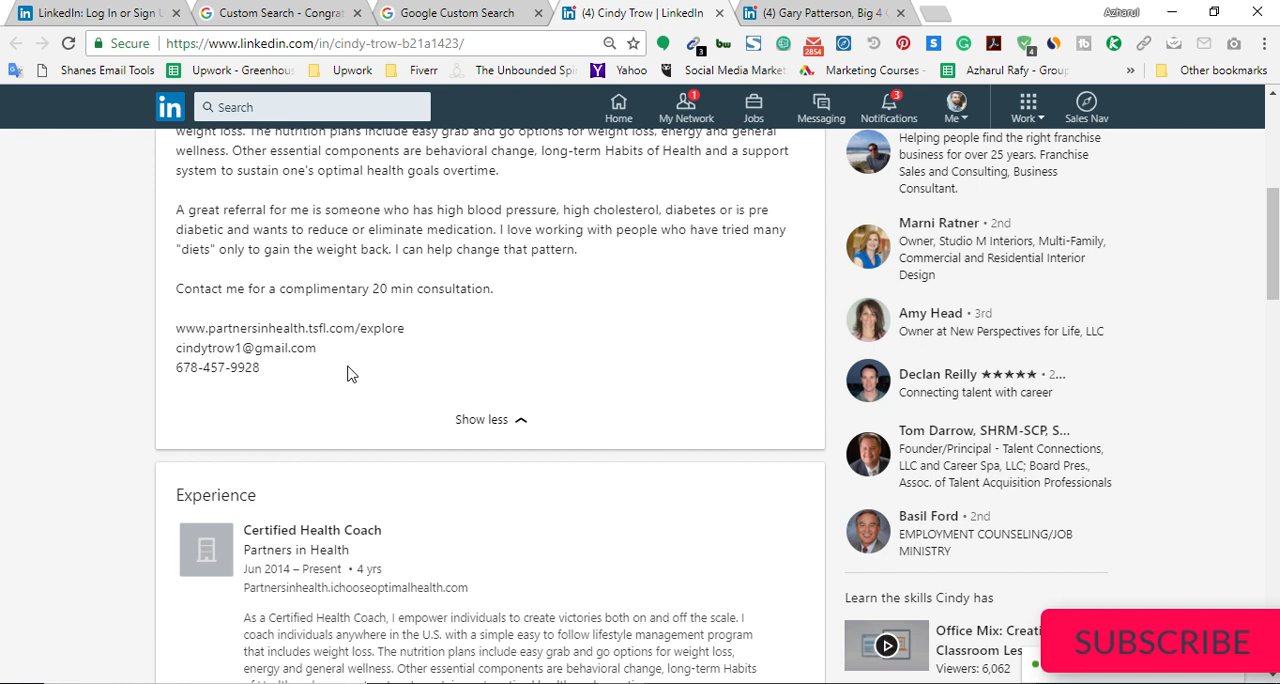 LinkedIn: Log In or Sign U
Custom Search - Congrat
Google Custom Search
(4) Cindy Trow | LinkedIn
(4) Gary Patterson, Big 4
Azharul
Secure
https://www.linkedin.com/in/cindy-trow-b21a1423/
3
bw
2854
4
Shanes Email Tools
Upwork - Greenhous
Upwork
Fiverr
The Unbounded Spi
Yahoo
Social Media Market
Marketing Courses -
Azharul Rafy - Group
Other bookmarks
in
Search
Home
My Network
1
Jobs
Messaging
Notifications
3
Me
Work
Sales Nav
weight loss. The nutrition plans include easy grab and go options for weight loss, energy and general
wellness. Other essential components are behavioral change, long-term Habits of Health and a support
system to sustain one's optimal health goals overtime.
A great referral for me is someone who has high blood pressure, high cholesterol, diabetes or is pre
diabetic and wants to reduce or eliminate medication. I love working with people who have tried many
"diets" only to gain the weight back. I can help change that pattern.
Contact me for a complimentary 20 min consultation.
www.partnersinhealth.tsfl.com/explore
cindytrow1@gmail.com
678-457-9928
Show less
Experience
Certified Health Coach
Partners in Health
Jun 2014 – Present • 4 yrs
Partnersinhealth.ichooseoptimalhealth.com
As a Certified Health Coach, I empower individuals to create victories both on and off the scale. I
coach individuals anywhere in the U.S. with a simple easy to follow lifestyle management program
that includes weight loss. The nutrition plans include easy grab and go options for weight loss,
energy and general wellness. Other essential components are behavioral change, long-term Habits
Helping people find the right franchise
business for over 25 years. Franchise
Sales and Consulting, Business
Consultant.
Marni Ratner • 2nd
Owner, Studio M Interiors, Multi-Family,
Commercial and Residential Interior
Design
Amy Head • 3rd
Owner at New Perspectives for Life, LLC
Declan Reilly ★★★★★ • 2...
Connecting talent with career
Tom Darrow, SHRM-SCP, S...
Founder/Principal - Talent Connections,
LLC and Career Spa, LLC; Board Pres.,
Assoc. of Talent Acquisition Professionals
Basil Ford • 2nd
EMPLOYMENT COUNSELING/JOB
MINISTRY
Learn the skills Cindy has
Office Mix: Creati
Classroom Les
Viewers: 6,062
SUBSCRIBE